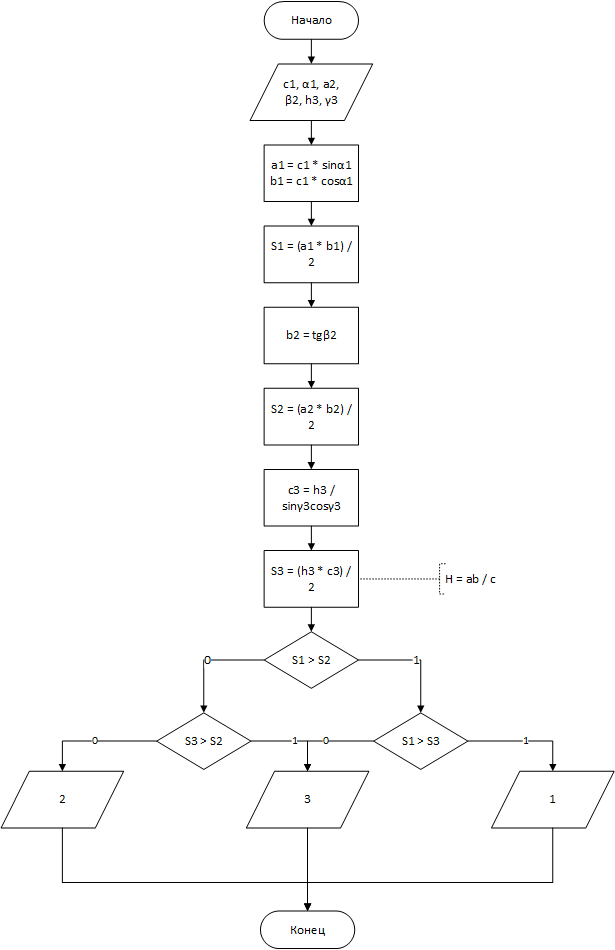 Начало
c1, α1, a2,
β2, h3, γ3
a1 = c1 * sinα1
b1 = c1 * cosα1
S1 = (a1 * b1) /
2
b2 = tgβ2
S2 = (a2 * b2) /
2
c3 = h3 /
sinγ3cosγ3
S3 = (h3 * c3) /
2
H = ab / c
S1 > S2
0
1
S3 > S2
S1 > S3
0
1
0
1
2
3
1
Конец